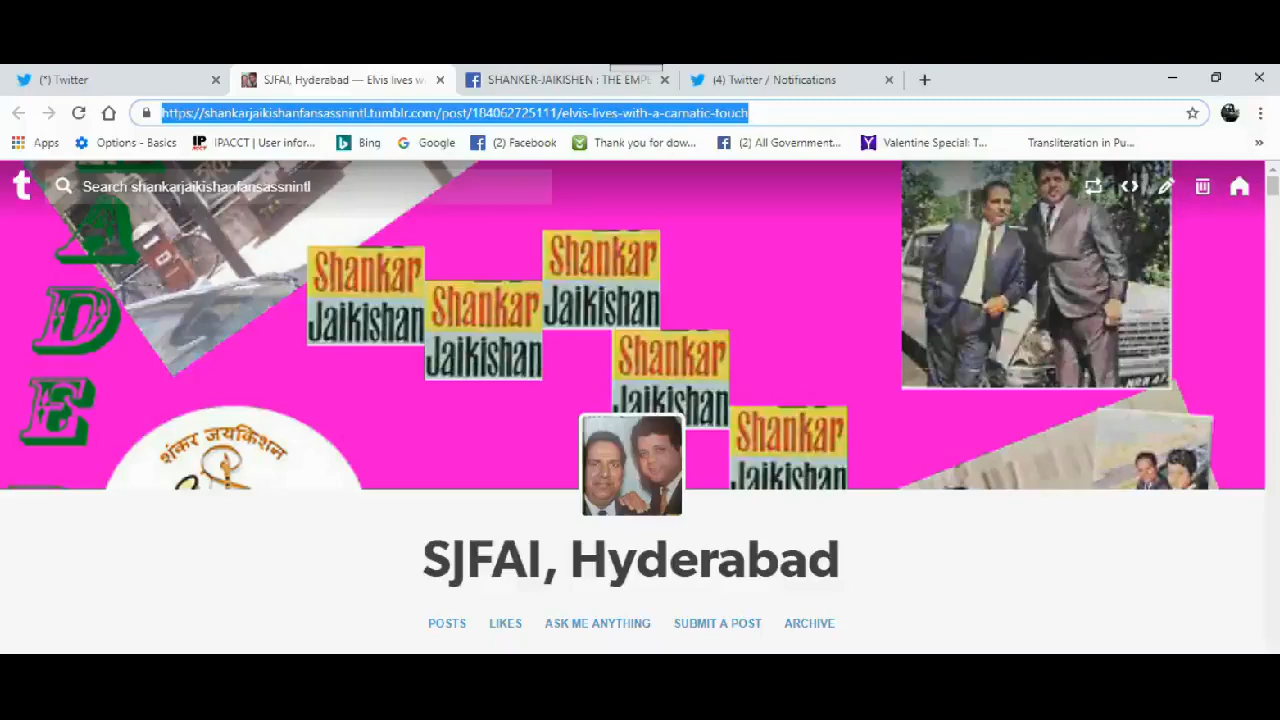 (*) Twitter
SJFAI, Hyderabad — Elvis lives w
SHANKER-JAIKISHEN : THE EMPE
(4) Twitter / Notifications
https://shankarjaikishanfansassnintl.tumblr.com/post/184062725111/elvis-lives-with-a-carnatic-touch
Apps
Options - Basics
IPACCT | User infor...
Bing
Google
(2) Facebook
Thank you for dow...
(2) All Government...
Valentine Special: T...
Transliteration in Pu...
Search shankarjaikishanfansassnintl
A
D
E
Shankar
Jaikishan
Shankar
Jaikishan
Shankar
Jaikishan
Shankar
Jaikishan
Shankar
Jaikishan
शंकर जयकिशन
SJFAI, Hyderabad
POSTS
LIKES
ASK ME ANYTHING
SUBMIT A POST
ARCHIVE